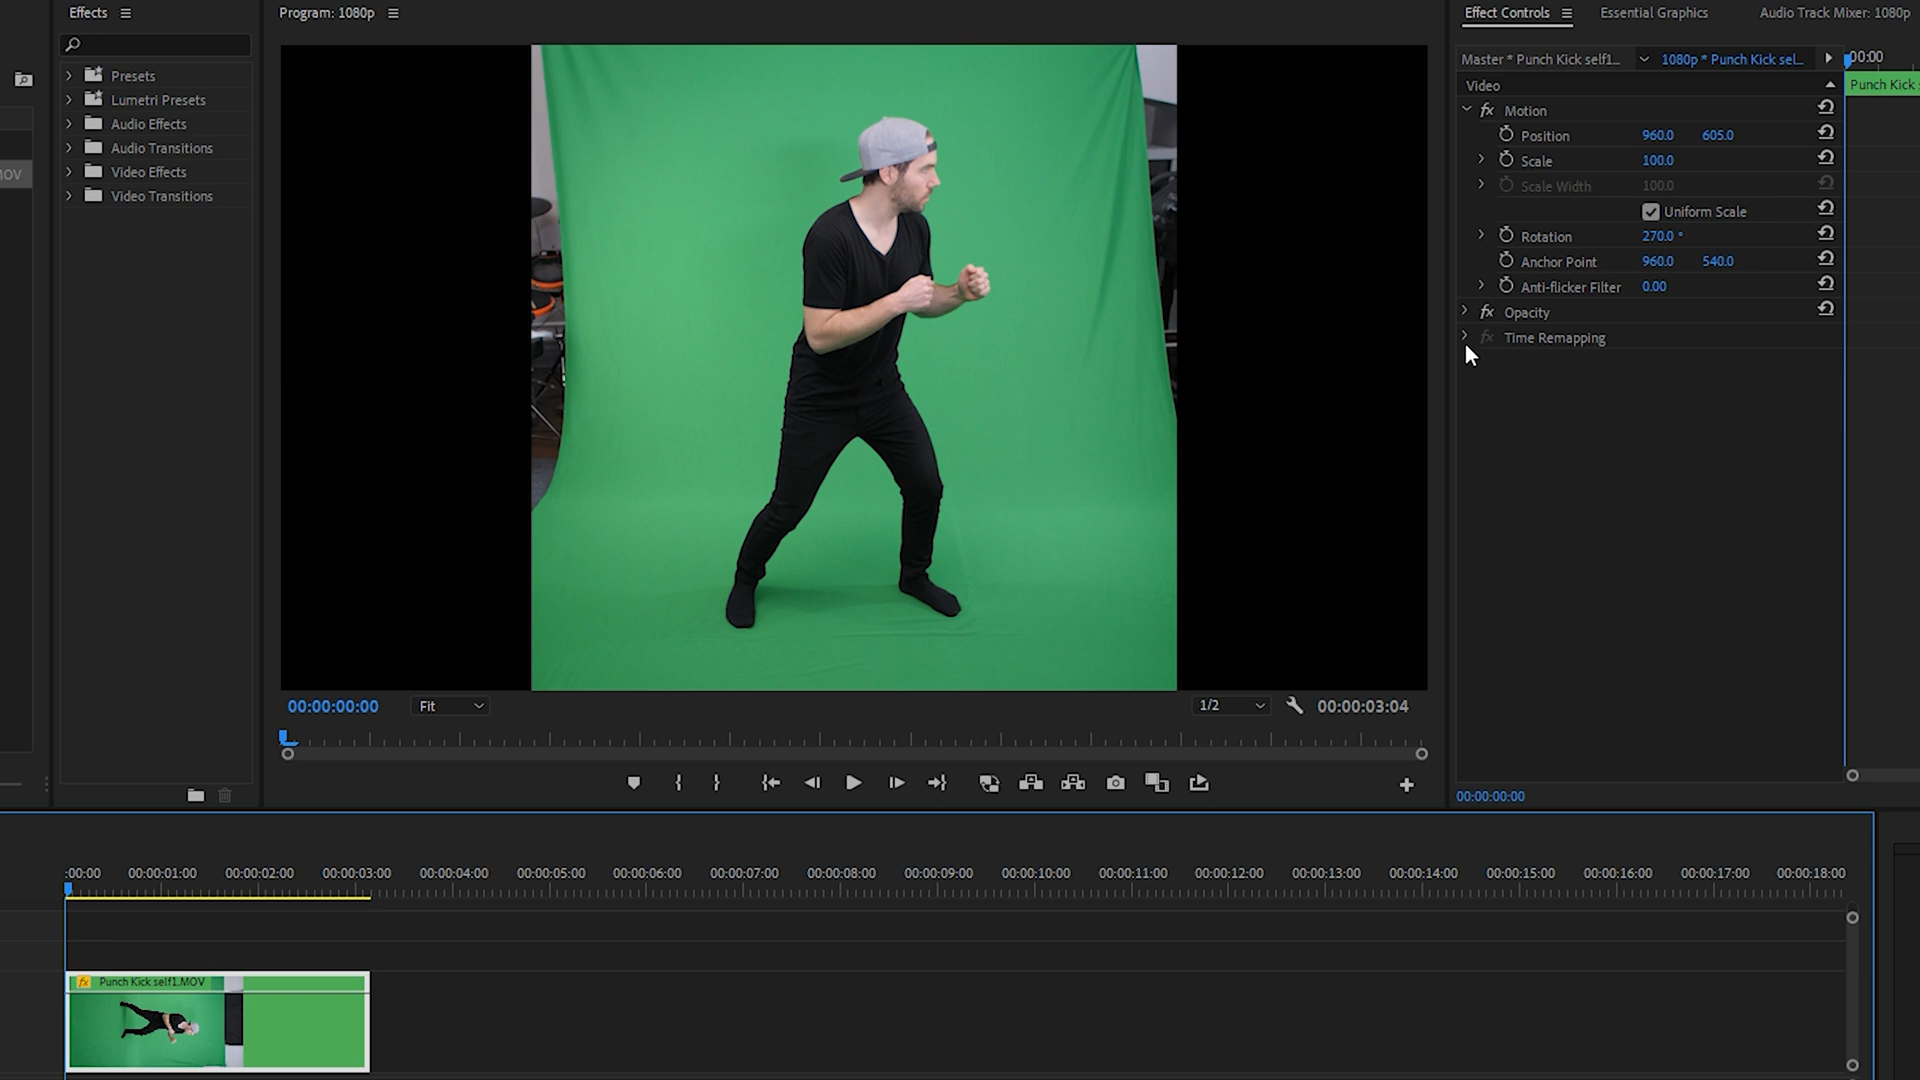 Effects
Program: 1080p
Effect Controls
Essential Graphics
Audio Track Mixer: 1080p
MOV
Presets
Lumetri Presets
Audio Effects
Audio Transitions
Video Effects
Video Transitions
Master * Punch Kick self1...
1080p * Punch Kick sel...
00:00
Video
Punch Kick
Motion
Position 960.0 605.0
Scale 100.0
Scale Width 100.0
Uniform Scale
Rotation 270.0 °
Anchor Point 960.0 540.0
Anti-flicker Filter 0.00
Opacity
Time Remapping
00:00:00:00
Fit
1/2
00:00:03:04
00:00:00:00
:00:00 00:00:01:00 00:00:02:00 00:00:03:00 00:00:04:00 00:00:05:00 00:00:06:00 00:00:07:00 00:00:08:00 00:00:09:00 00:00:10:00 00:00:11:00 00:00:12:00 00:00:13:00 00:00:14:00 00:00:15:00 00:00:16:00 00:00:17:00 00:00:18:00
fx Punch Kick self1.MOV